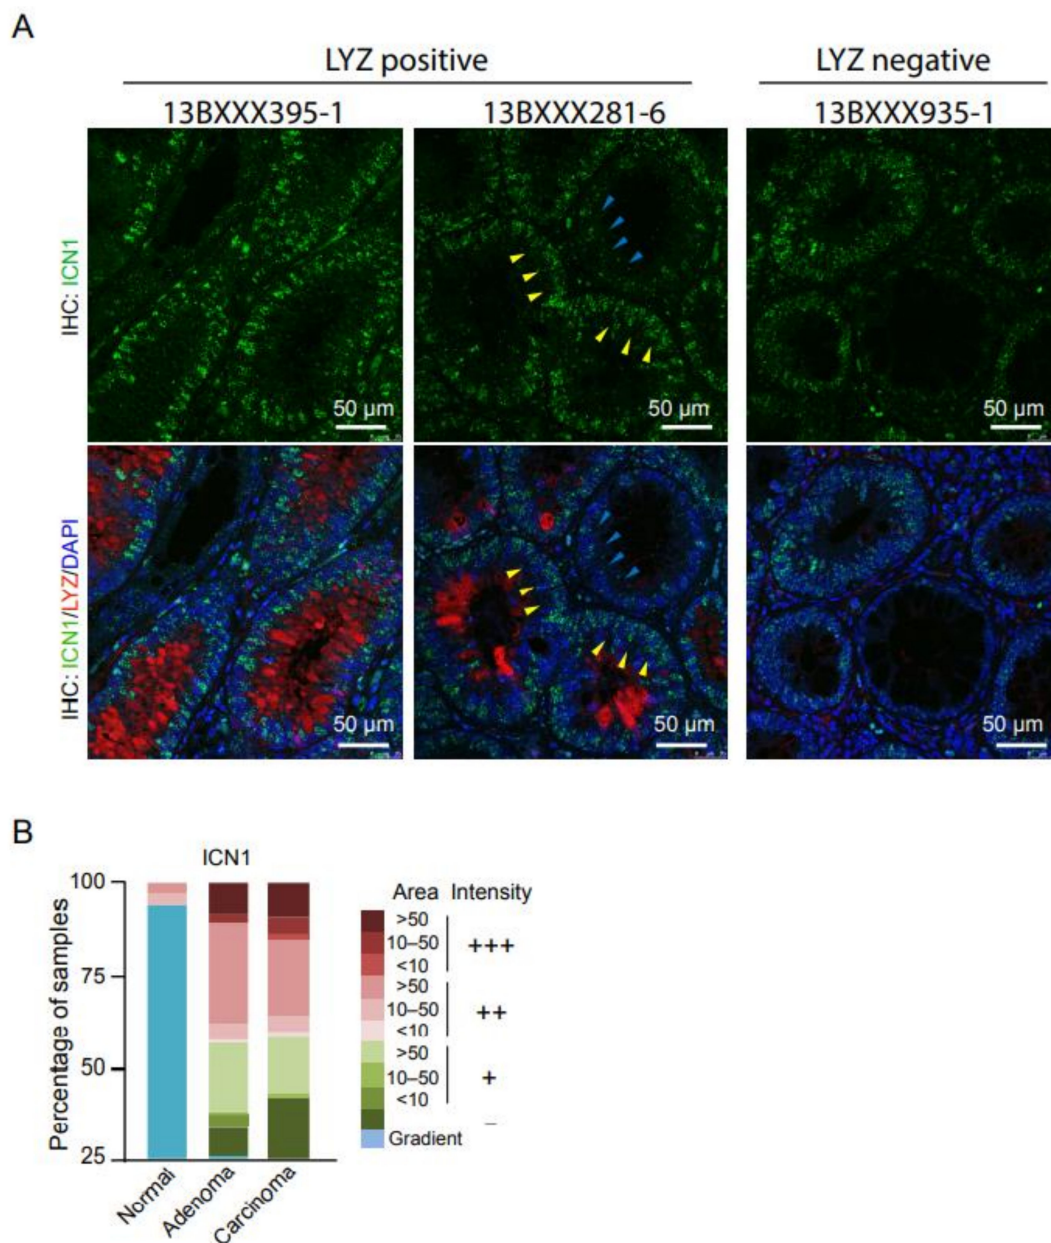 A
LYZ positive
LYZ negative
13BXXX395-1
13BXXX281-6
13BXXX935-1
IHC: ICN1
50 µm
50 µm
50 µm
IHC: ICN1/LYZ/DAPI
50 µm
50 µm
50 µm
B
ICN1
Percentage of samples
100
75
50
25
Normal
Adenoma
Carcinoma
Area Intensity
>50
10–50 +++
<10
>50
10–50 ++
<10
>50
10–50 +
<10
–
Gradient